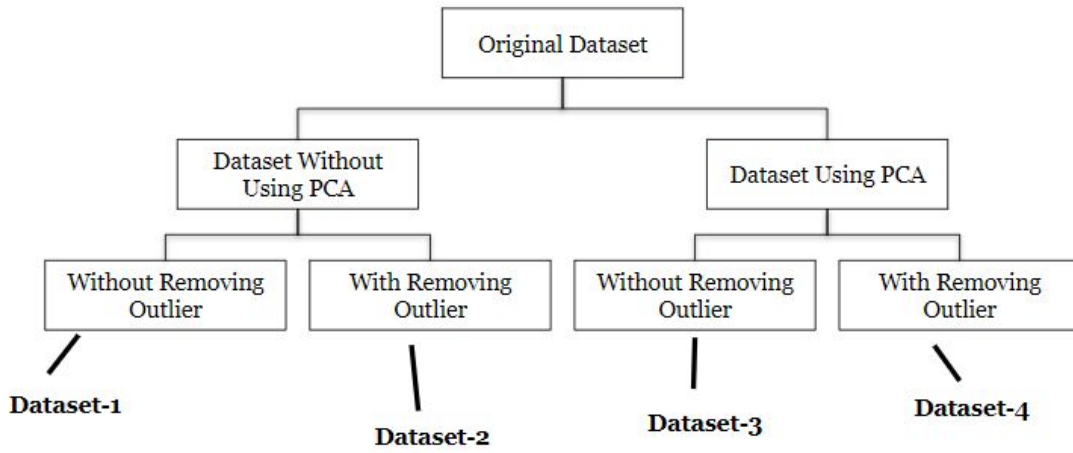 Original Dataset
Dataset Without
Using PCA
Dataset Using PCA
Without Removing
Outlier
With Removing
Outlier
Without Removing
Outlier
With Removing
Outlier
Dataset-1
Dataset-2
Dataset-3
Dataset-4